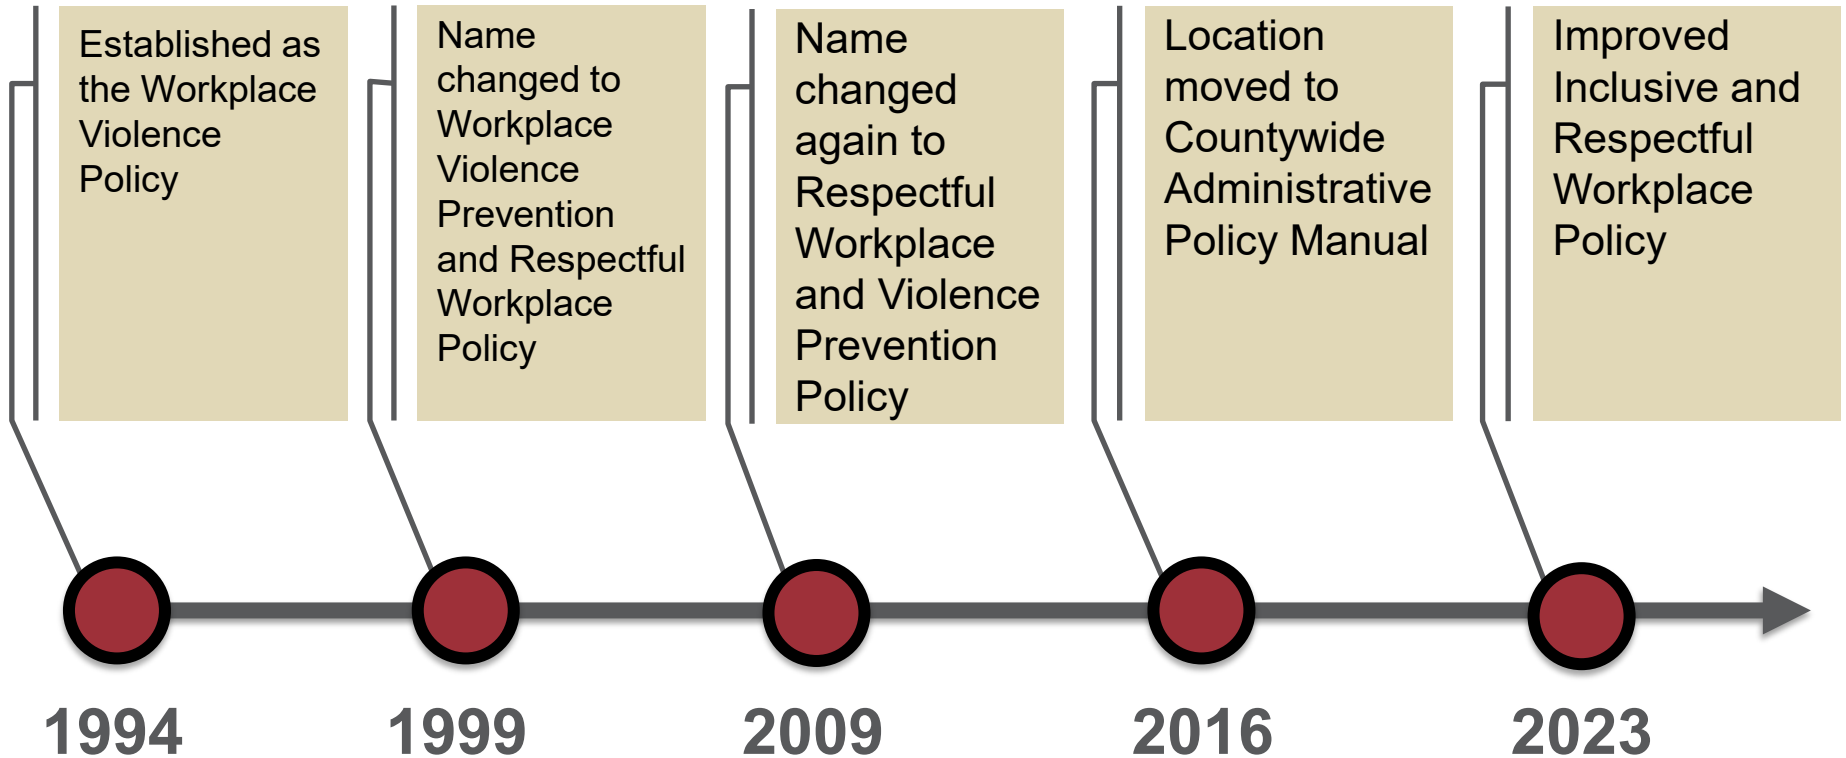 Established as
the Workplace
Violence
Policy
Name
changed to
Workplace
Violence
Prevention
and Respectful
Workplace
Policy
Name
changed
again to
Respectful
Workplace
and Violence
Prevention
Policy
Location
moved to
Countywide
Administrative
Policy Manual
Improved
Inclusive and
Respectful
Workplace
Policy
1994
1999
2009
2016
2023